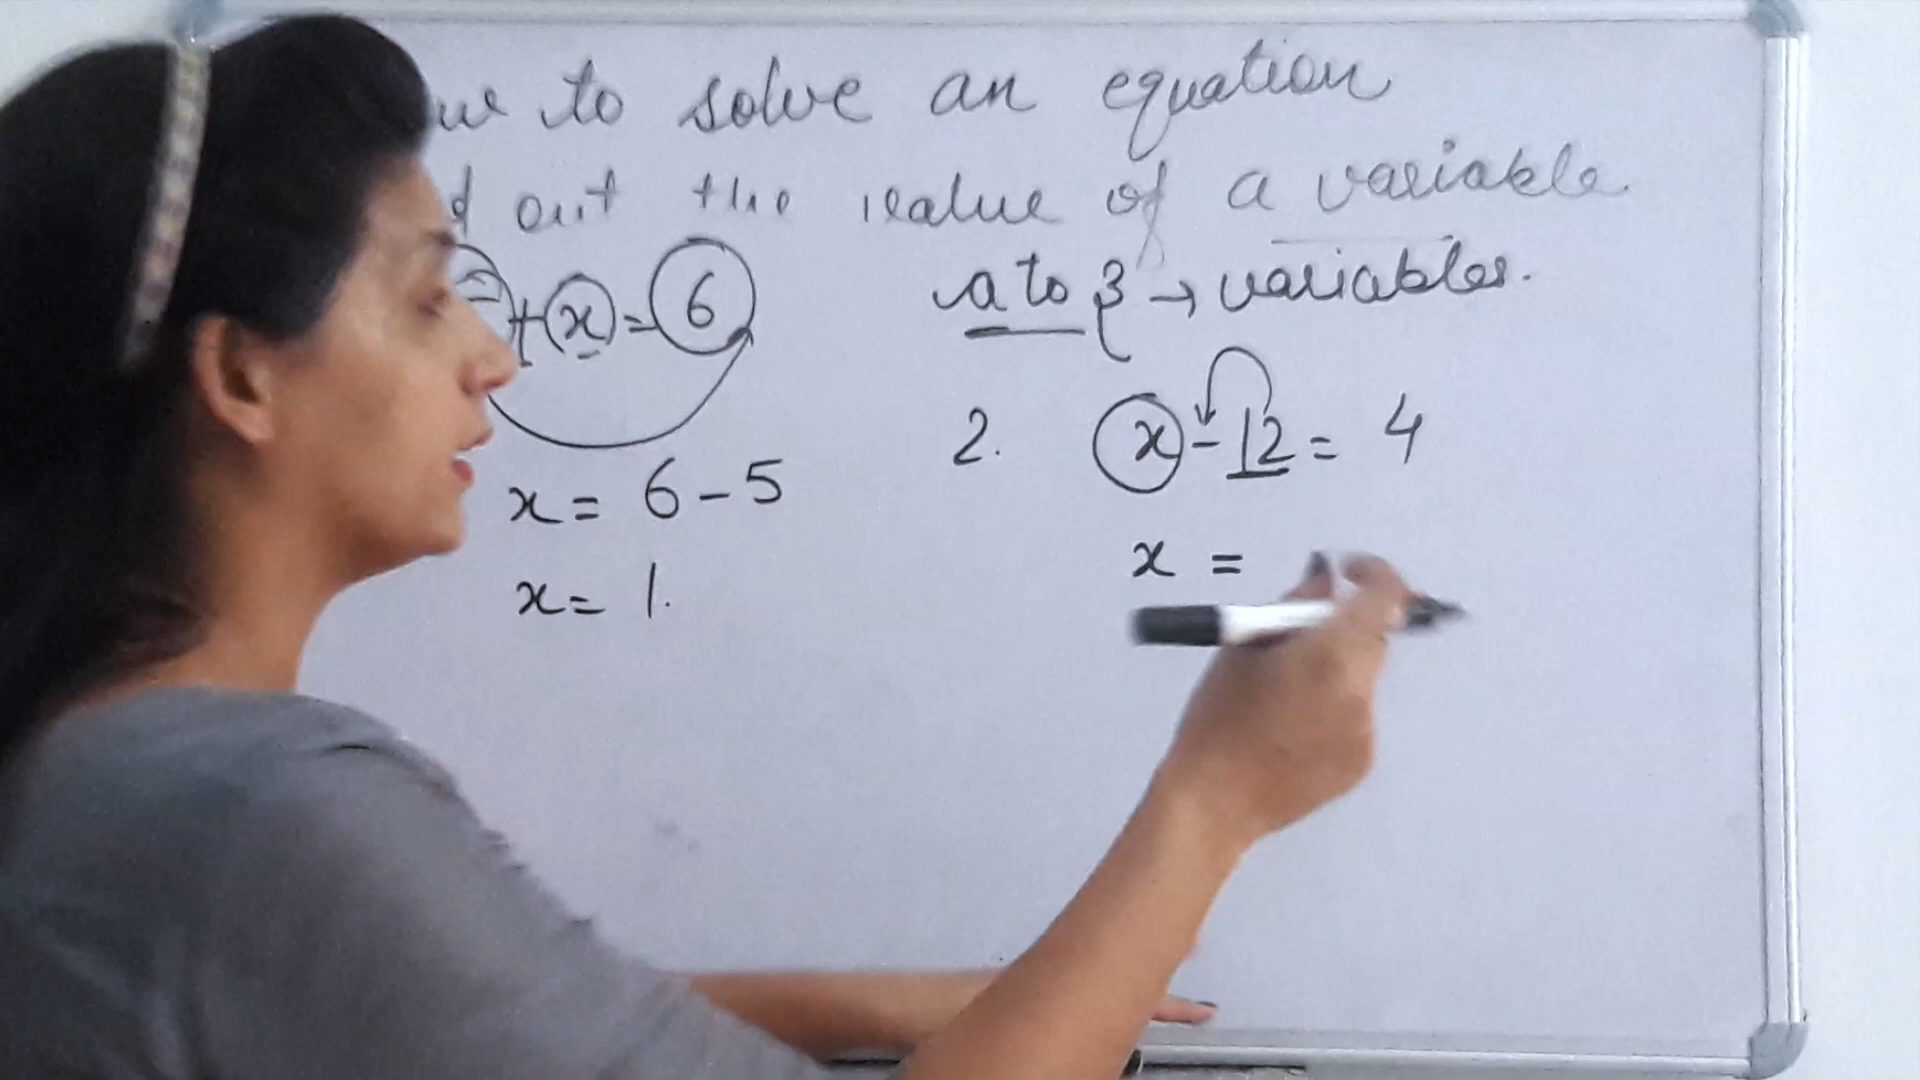 to solve an equation
out the value of a variable
a to z → variables.
+ x = 6
x = 6 - 5
x = 1.
2. x - 12 = 4
x =